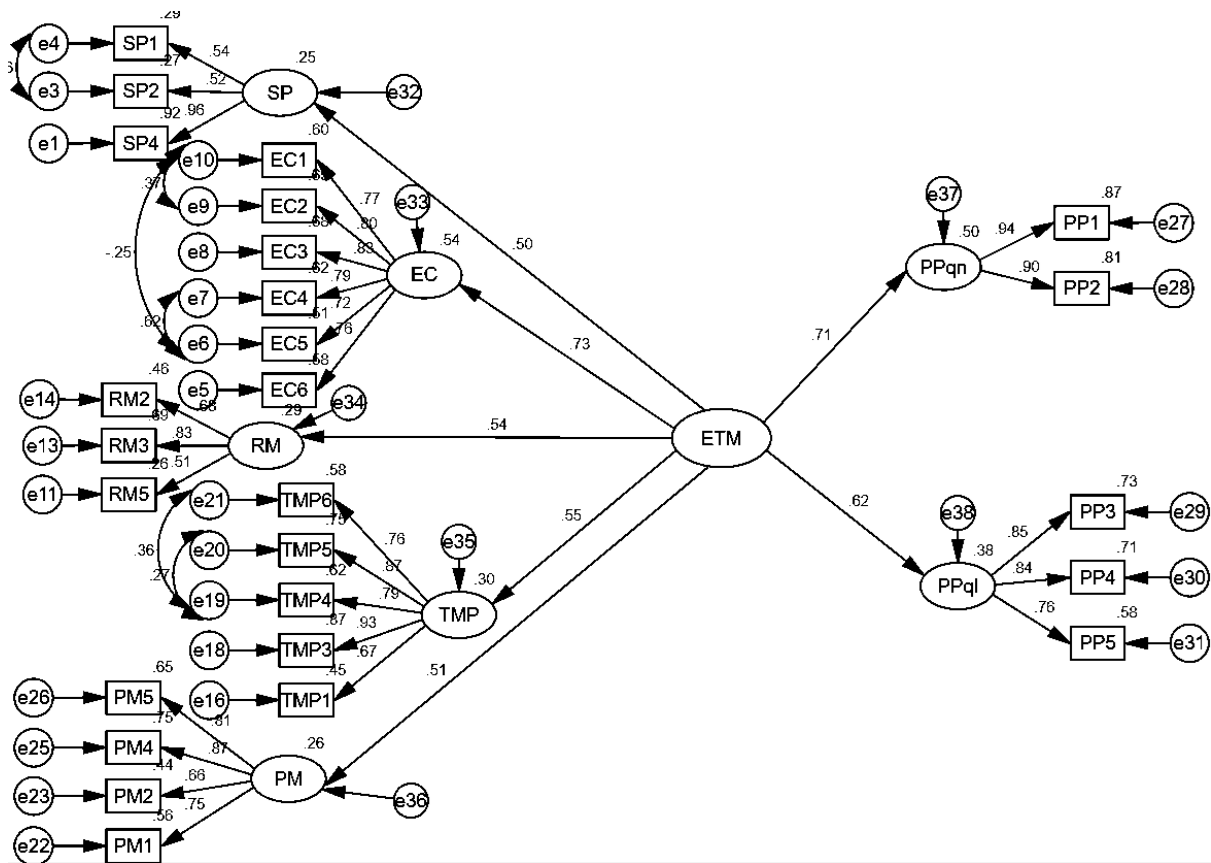 .29
e4 SP1
.54
.27
.25
e3 SP2
.52
SP
e32
.92 .96
e1 SP4
.60
e10 EC1
.37
.77
e33
e9 EC2
.80
.68
e8 EC3
.83
.54
EC
-.25
.62
.79
e7 EC4
.72
.51
.62
e6 EC5
.76
.58
e5 EC6
.50
.73
.46
e14 RM2
.68
.29
e34
.69
e13 RM3
.83
RM
.54
ETM
.26 .51
e11 RM5
.58
e21 TMP6
.75
.76
e35
.36
e20 TMP5
.87
.62
.55
.30
.27
e19 TMP4
.79
TMP
.87 .93
e18 TMP3
.67
.45
e16 TMP1
.51
.65
e26 PM5
.81
.75
e25 PM4
.87
.26
.44
.66
PM
e23 PM2
.75
e36
.56
e22 PM1
e37
.87
.50 .94
PP1 e27
PPqn
.81
.90
PP2 e28
.71
.62
e38
.73
.85
PP3 e29
.38
.71
PPql
.84
PP4 e30
.76
.58
PP5 e31